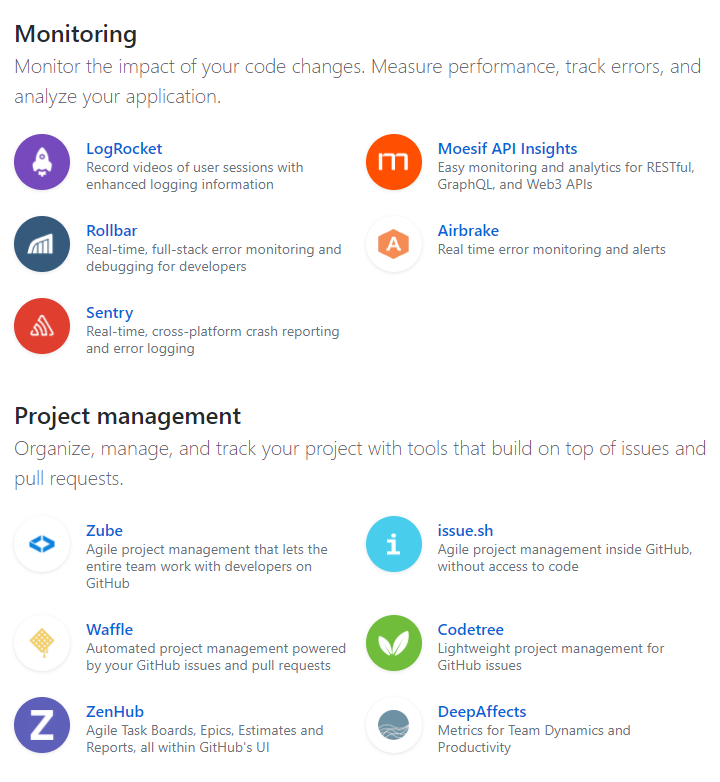 Monitoring
Monitor the impact of your code changes. Measure performance, track errors, and
analyze your application.
LogRocket
Record videos of user sessions with
enhanced logging information
m
Moesif API Insights
Easy monitoring and analytics for RESTful,
GraphQL, and Web3 APIs
Rollbar
Real-time, full-stack error monitoring and
debugging for developers
A
Airbrake
Real time error monitoring and alerts
Sentry
Real-time, cross-platform crash reporting
and error logging
Project management
Organize, manage, and track your project with tools that build on top of issues and
pull requests.
Zube
Agile project management that lets the
entire team work with developers on
GitHub
i
issue.sh
Agile project management inside GitHub,
without access to code
Waffle
Automated project management powered
by your GitHub issues and pull requests
Codetree
Lightweight project management for
GitHub issues
Z
ZenHub
Agile Task Boards, Epics, Estimates and
Reports, all within GitHub's UI
DeepAffects
Metrics for Team Dynamics and
Productivity